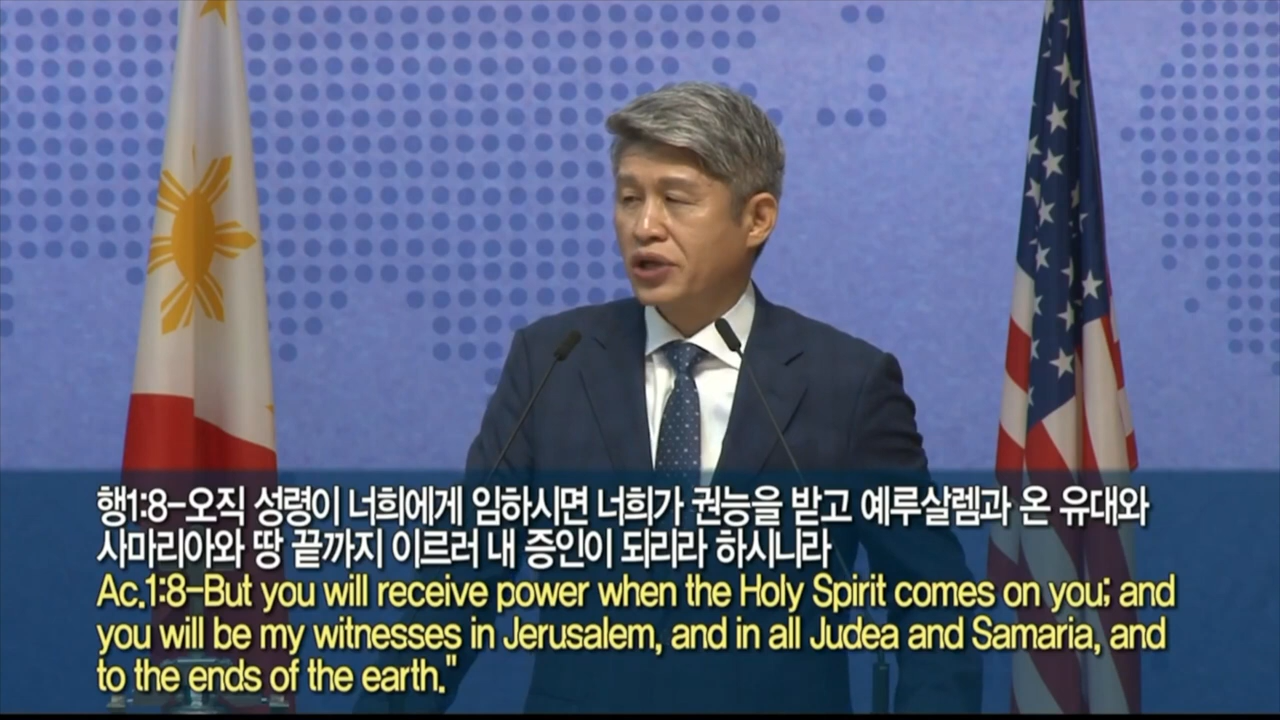 행1:8-오직 성령이 너희에게 임하시면 너희가 권능을 받고 예루살렘과 온 유대와
사마리아와 땅 끝까지 이르러 내 증인이 되리라 하시니라
Ac.1:8-But you will receive power when the Holy Spirit comes on you; and
you will be my witnesses in Jerusalem, and in all Judea and Samaria, and
to the ends of the earth."